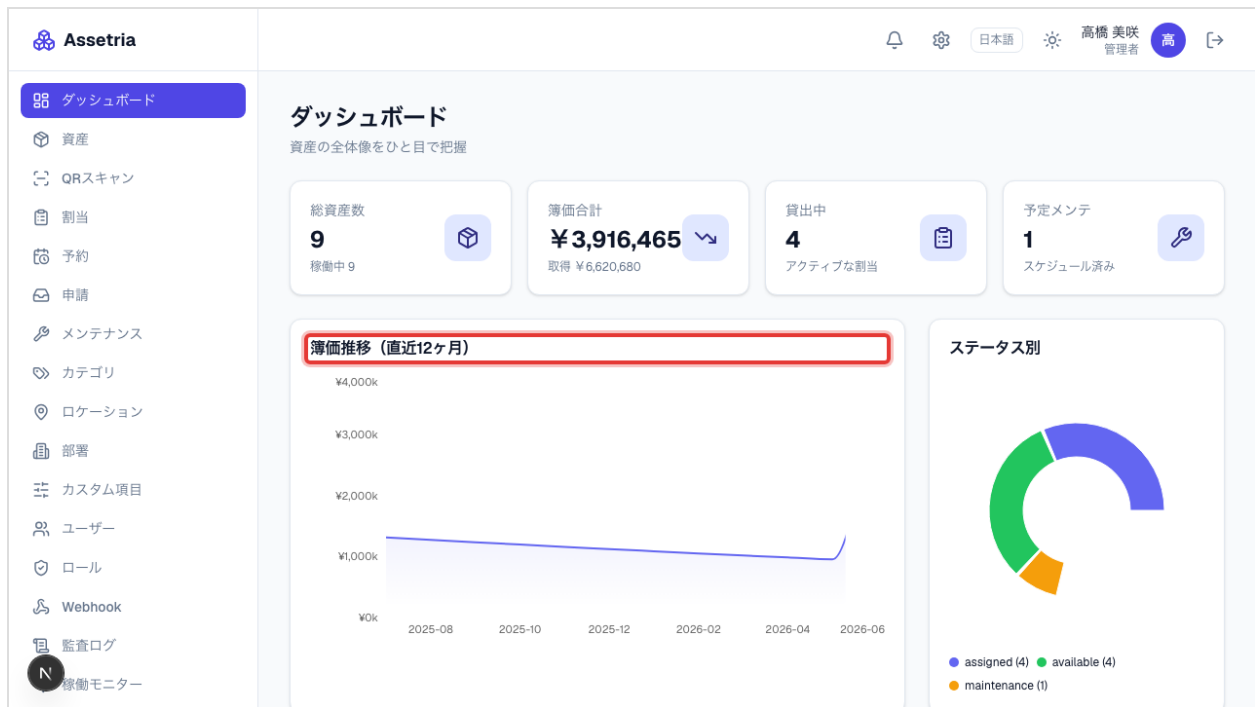 Assetria
日本語
高橋 美咲
管理者
高
ダッシュボード
資産
QRスキャン
割当
予約
申請
メンテナンス
カテゴリ
ロケーション
部署
カスタム項目
ユーザー
ロール
Webhook
監査ログ
稼働モニター
N
ダッシュボード
資産の全体像をひと目で把握
総資産数
9
稼働中 9
簿価合計
￥3,916,465
取得 ￥6,620,680
貸出中
4
アクティブな割当
予定メンテ
1
スケジュール済み
簿価推移（直近12ヶ月）
¥4,000k
¥3,000k
¥2,000k
¥1,000k
¥0k
2025-08 2025-10 2025-12 2026-02 2026-04 2026-06
ステータス別
assigned (4) available (4)
maintenance (1)